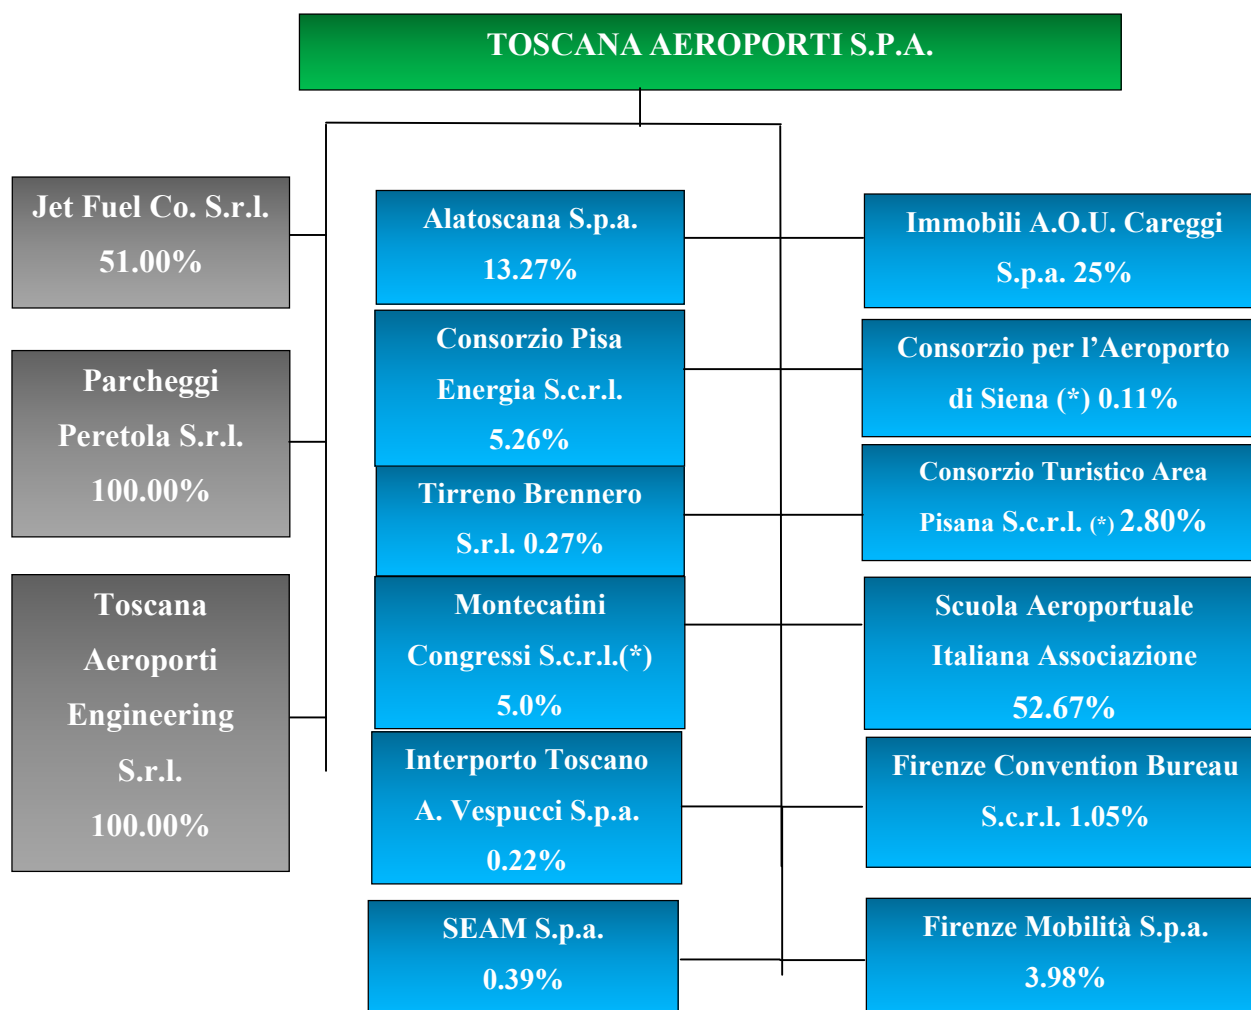 TOSCANA AEROPORTI S.P.A.
Jet Fuel Co. S.r.l.
51.00%
Parcheggi
Peretola S.r.l.
100.00%
Toscana
Aeroporti
Engineering
S.r.l.
100.00%
Alatoscana S.p.a.
13.27%
Consorzio Pisa
Energia S.c.r.l.
5.26%
Tirreno Brennero
S.r.l. 0.27%
Montecatini
Congressi S.c.r.l.(*)
5.0%
Interporto Toscano
A. Vespucci S.p.a.
0.22%
SEAM S.p.a.
0.39%
Immobili A.O.U. Careggi
S.p.a. 25%
Consorzio per l’Aeroporto
di Siena (*) 0.11%
Consorzio Turistico Area
Pisana S.c.r.l. (*) 2.80%
Scuola Aeroportuale
Italiana Associazione
52.67%
Firenze Convention Bureau
S.c.r.l. 1.05%
Firenze Mobilità S.p.a.
3.98%